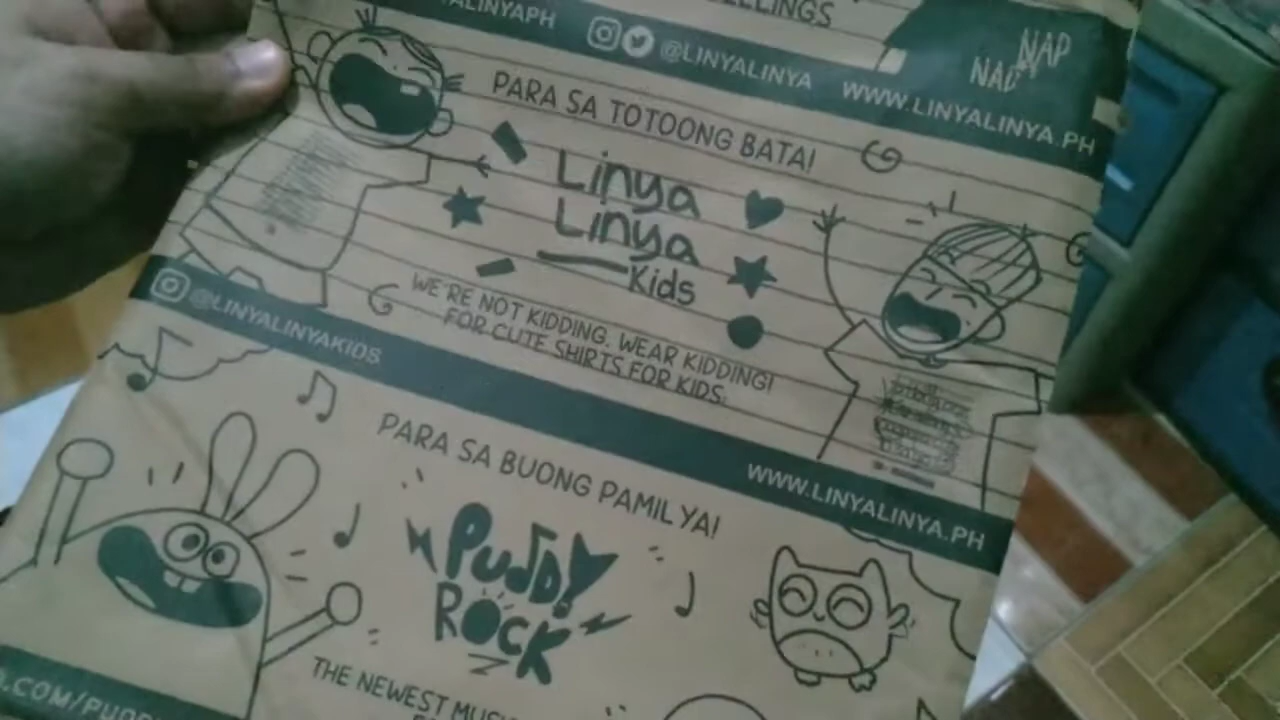 @LINYALINYA
WWW.LINYALINYA.PH
NAP
PARA SA TOTOONG BATA!
Linya
Linya
Kids
WE'RE NOT KIDDING. WEAR KIDDING!
FOR CUTE SHIRTS FOR KIDS.
@LINYALINYAKIDS
WWW.LINYALINYA.PH
PARA SA BUONG PAMILYA!
PUDDY
ROCK
THE NEWEST